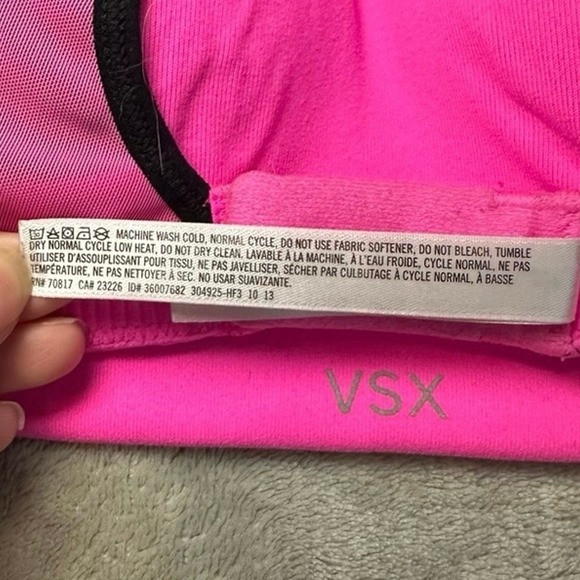 MACHINE WASH COLD, NORMAL CYCLE, DO NOT USE FABRIC SOFTENER, DO NOT BLEACH, TUMBLE
DRY NORMAL CYCLE LOW HEAT, DO NOT DRY CLEAN. LAVABLE À LA MACHINE, À L'EAU FROIDE, CYCLE NORMAL, NE PAS
UTILISER D'ASSOUPLISSANT POUR TISSU, NE PAS JAVELLISER, SÉCHER PAR CULBUTAGE À CYCLE NORMAL, À BASSE
TEMPÉRATURE, NE PAS NETTOYER À SEC. NO USAR SUAVIZANTE.
RN# 70817 CA# 23226 ID# 36007682 304925-HF3 10 13
VSX